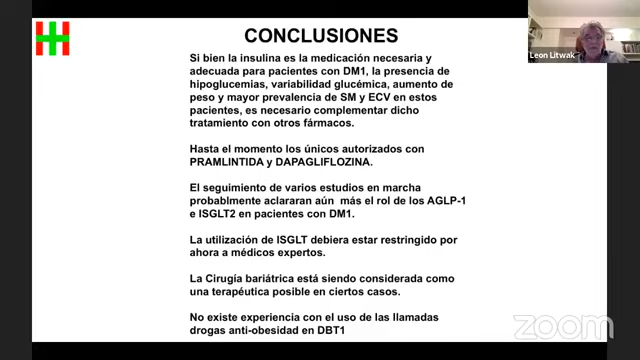 CONCLUSIONES
Leon Litwak
Si bien la insulina es la medicación necesaria y
adecuada para pacientes con DM1, la presencia de
hipoglucemias, variabilidad glucémica, aumento de
peso y mayor prevalencia de SM y ECV en estos
pacientes, es necesario complementar dicho
tratamiento con otros fármacos.
Hasta el momento los únicos autorizados con
PRAMLINTIDA y DAPAGLIFLOZINA.
El seguimiento de varios estudios en marcha
probablmente aclararan aún más el rol de los AGLP-1
e ISGLT2 en pacientes con DM1.
La utilización de ISGLT debiera estar restringido por
ahora a médicos expertos.
La Cirugía bariátrica está siendo considerada como
una terapéutica posible en ciertos casos.
No existe experiencia con el uso de las llamadas
drogas anti-obesidad en DBT1
zoom